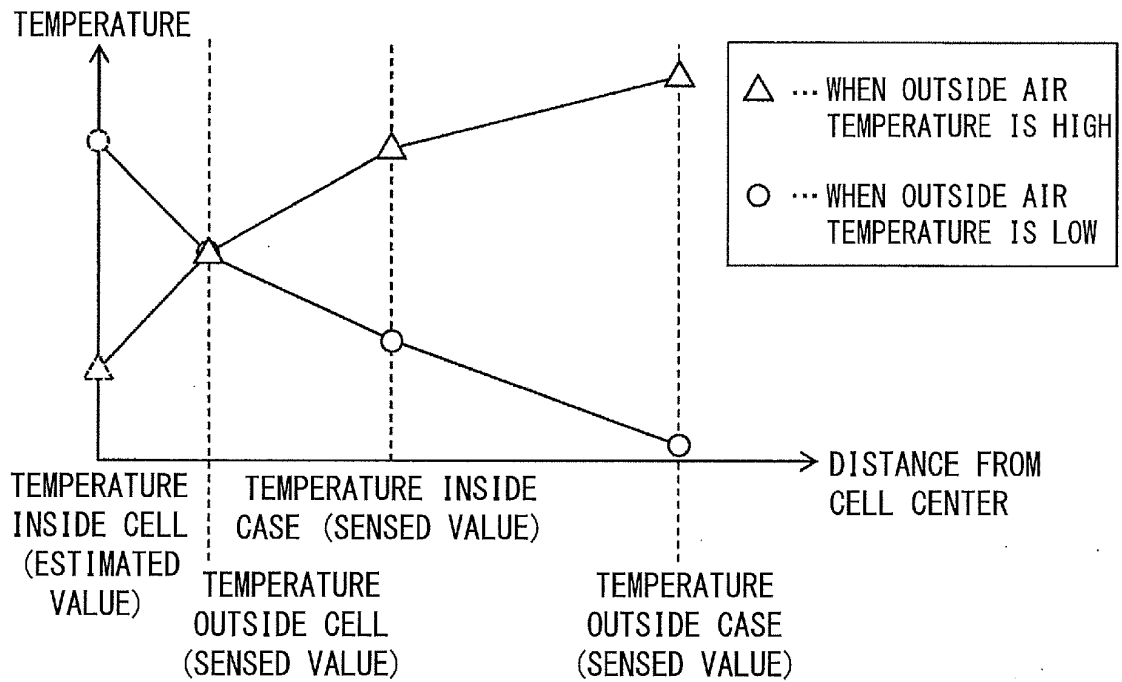 TEMPERATURE
… WHEN OUTSIDE AIR
TEMPERATURE IS HIGH
… WHEN OUTSIDE AIR
TEMPERATURE IS LOW
DISTANCE FROM
CELL CENTER
TEMPERATURE
INSIDE CELL
(ESTIMATED
VALUE)
TEMPERATURE INSIDE
CASE (SENSED VALUE)
TEMPERATURE
OUTSIDE CELL
(SENSED VALUE)
TEMPERATURE
OUTSIDE CASE
(SENSED VALUE)